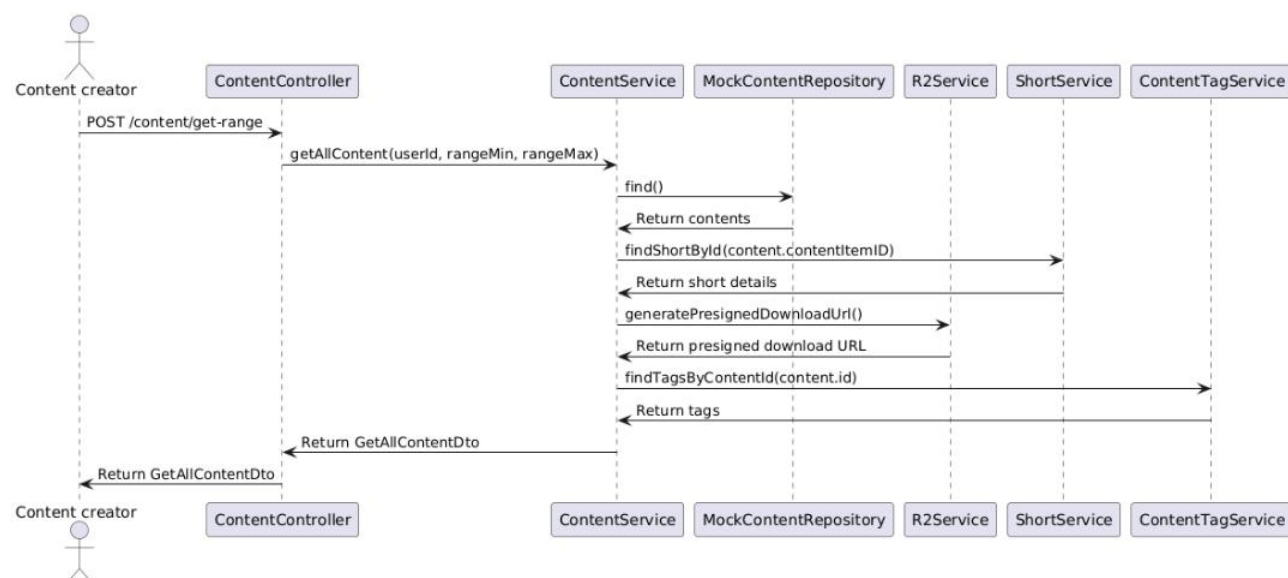 Content creator
ContentController
ContentService
MockContentRepository
R2Service
ShortService
ContentTagService
POST /content/get-range
getAllContent(userId, rangeMin, rangeMax)
find()
Return contents
findShortById(content.contentItemID)
Return short details
generatePresignedDownloadUrl()
Return presigned download URL
findTagsByContentId(content.id)
Return tags
Return GetAllContentDto
Return GetAllContentDto
Content creator
ContentController
ContentService
MockContentRepository
R2Service
ShortService
ContentTagService